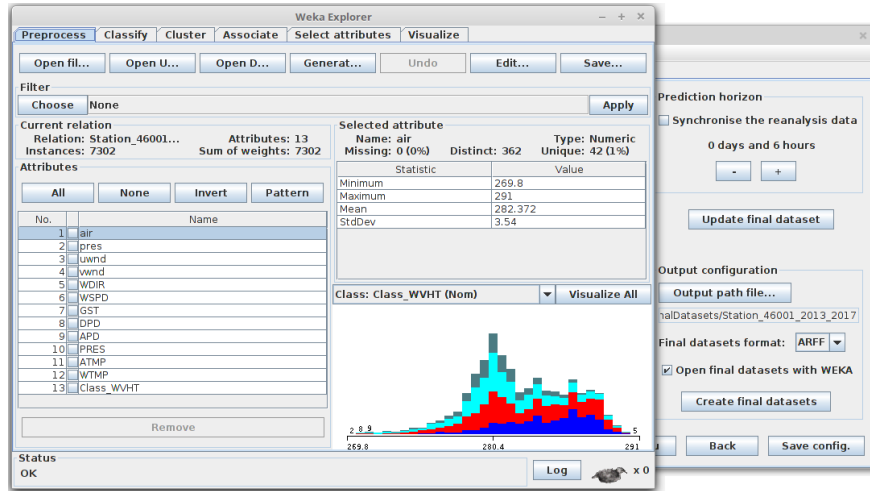 Weka Explorer
Preprocess Classify Cluster Associate Select attributes Visualize
Open fil... Open U... Open D... Generat... Undo Edit... Save...
Filter
Choose None Apply
Current relation
Relation: Station_46001... Attributes: 13
Instances: 7302 Sum of weights: 7302
Attributes
All None Invert Pattern
No. Name
1 air
2 pres
3 uwnd
4 vwnd
5 WDIR
6 WSPD
7 GST
8 DPD
9 APD
10 PRES
11 ATMP
12 WTMP
13 Class_WVHT
Remove
Selected attribute
Name: air Type: Numeric
Missing: 0 (0%) Distinct: 362 Unique: 42 (1%)
Statistic Value
Minimum 269.8
Maximum 291
Mean 282.372
StdDev 3.54
Class: Class_WVHT (Nom) Visualize All
2 8 9 5
269.8 280.4 291
Status
OK
Log x 0
Prediction horizon
Synchronise the reanalysis data
0 days and 6 hours
- +
Update final dataset
Output configuration
Output path file...
nalDatasets/Station_46001_2013_2017
Final datasets format: ARFF
Open final datasets with WEKA
Create final datasets
Back Save config.